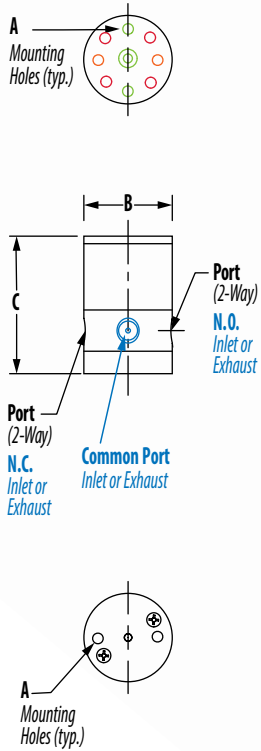 A
Mounting
Holes (typ.)
B
C
Port
(2-Way)
N.O.
Inlet or
Exhaust
Port
(2-Way)
N.C.
Inlet or
Exhaust
Common Port
Inlet or Exhaust
A
Mounting
Holes (typ.)